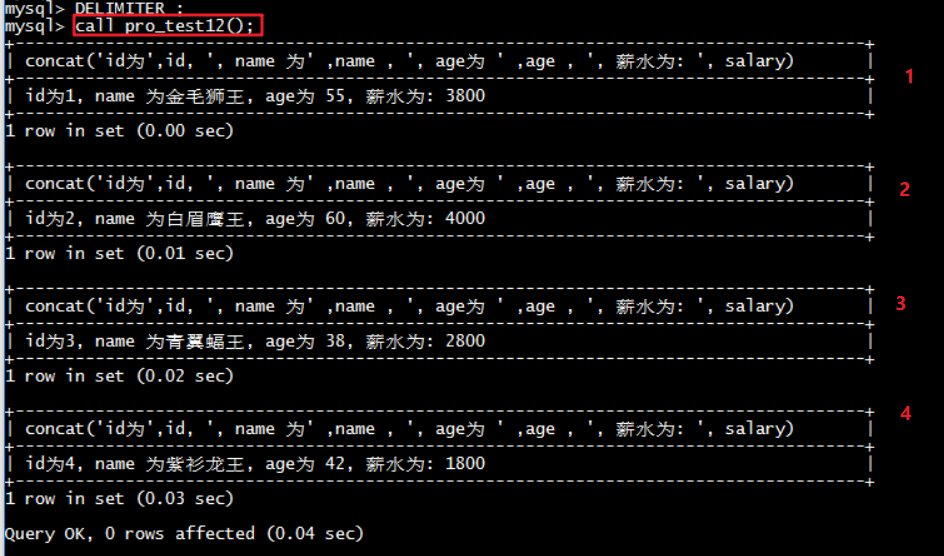 mysql> DELIMITER ;
mysql> call pro_test12();
+------------------------------------------------------------------------------------+
| concat('id为',id, ', name 为' ,name , ', age为 ' ,age , ', 薪水为: ', salary) |
1
| id为1, name 为金毛狮王, age为 55, 薪水为: 3800 |
1 row in set (0.00 sec)
| concat('id为',id, ', name 为' ,name , ', age为 ' ,age , ', 薪水为: ', salary) |
2
| id为2, name 为白眉鹰王, age为 60, 薪水为: 4000 |
1 row in set (0.01 sec)
| concat('id为',id, ', name 为' ,name , ', age为 ' ,age , ', 薪水为: ', salary) |
3
| id为3, name 为青翼蝠王, age为 38, 薪水为: 2800 |
1 row in set (0.02 sec)
| concat('id为',id, ', name 为' ,name , ', age为 ' ,age , ', 薪水为: ', salary) |
4
| id为4, name 为紫衫龙王, age为 42, 薪水为: 1800 |
1 row in set (0.03 sec)
Query OK, 0 rows affected (0.04 sec)